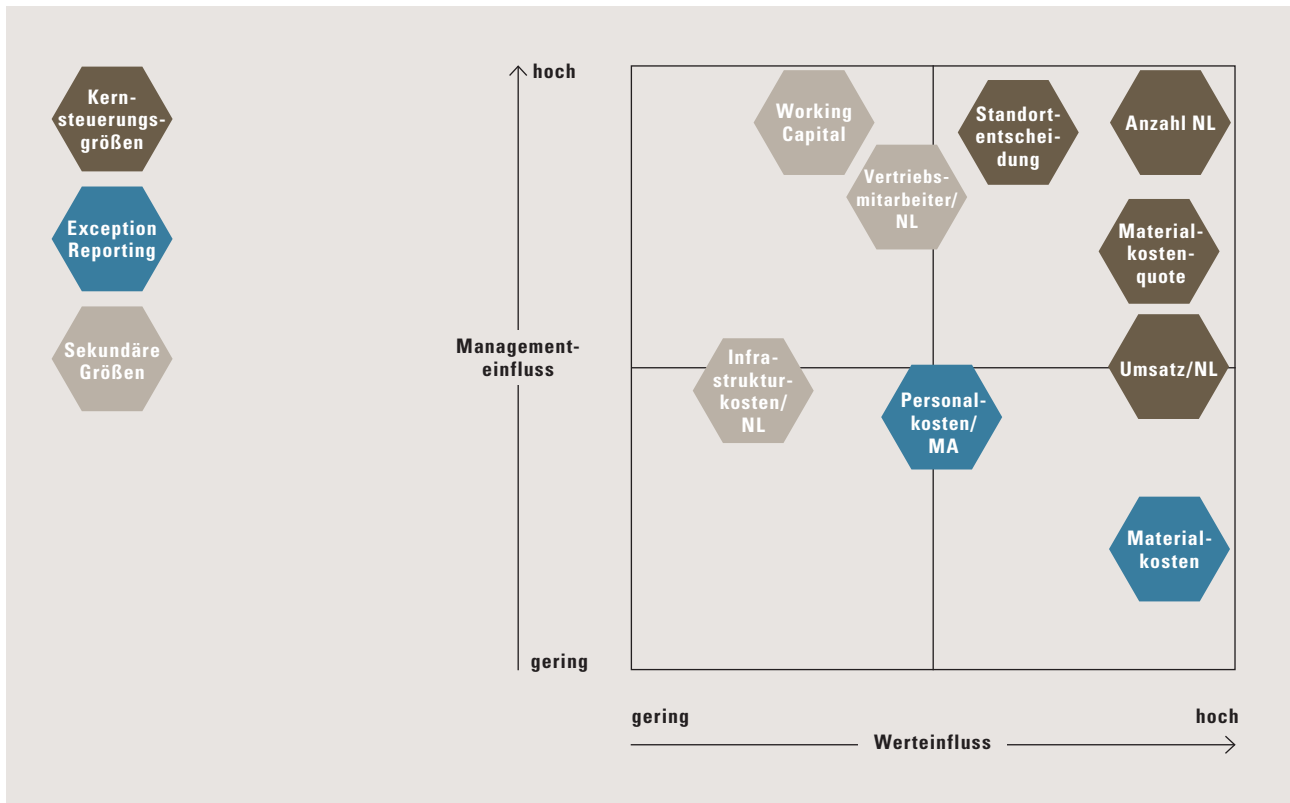 Kern-
steuerungs-
größen
Exception
Reporting
Sekundäre
Größen
hoch
Management-
einfluss
gering
Working
Capital
Vertriebs-
mitarbeiter/
NL
Standort-
entschei-
dung
Anzahl NL
Material-
kosten-
quote
Umsatz/NL
Infra-
struktur-
kosten/
NL
Personal-
kosten/
MA
Material-
kosten
gering
hoch
Werteinfluss